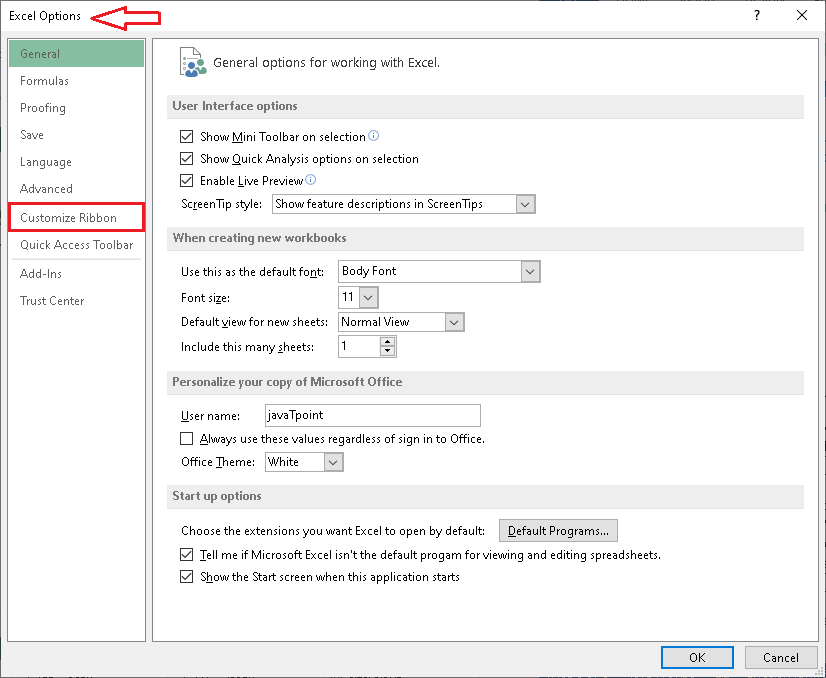 Excel Options
?
General
Formulas
Proofing
Save
Language
Advanced
Customize Ribbon
Quick Access Toolbar
Add-Ins
Trust Center
General options for working with Excel.
User Interface options
Show Mini Toolbar on selection
Show Quick Analysis options on selection
Enable Live Preview
ScreenTip style: Show feature descriptions in ScreenTips
When creating new workbooks
Use this as the default font: Body Font
Font size: 11
Default view for new sheets: Normal View
Include this many sheets: 1
Personalize your copy of Microsoft Office
User name: javaTpoint
Always use these values regardless of sign in to Office.
Office Theme: White
Start up options
Choose the extensions you want Excel to open by default: Default Programs...
Tell me if Microsoft Excel isn't the default progam for viewing and editing spreadsheets.
Show the Start screen when this application starts
OK Cancel